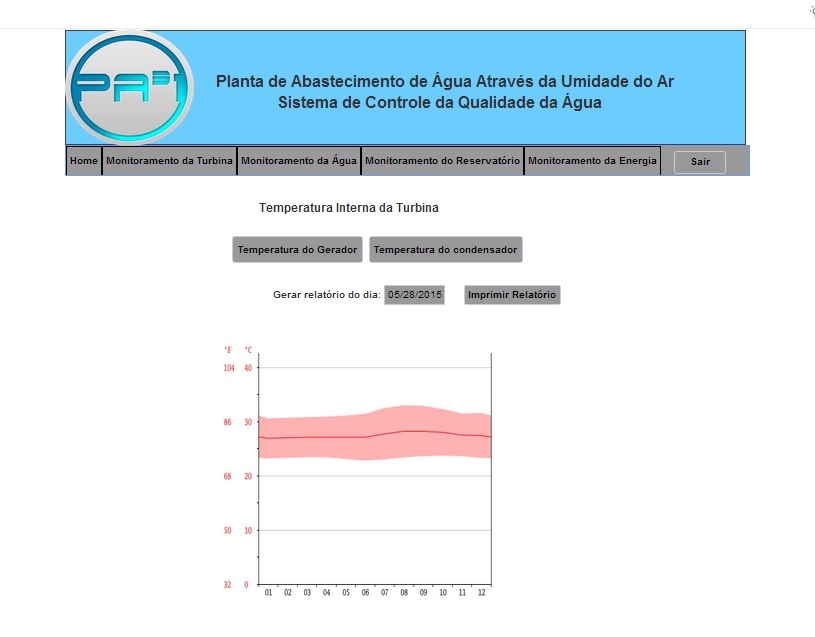 PA³1
Planta de Abastecimento de Água Através da Umidade do Ar
Sistema de Controle da Qualidade da Água
Home Monitoramento da Turbina Monitoramento da Água Monitoramento do Reservatório Monitoramento da Energia Sair
Temperatura Interna da Turbina
Temperatura do Gerador Temperatura do condensador
Gerar relatório do dia: 05/28/2015 Imprimir Relatório
°F °C
104 40
86 30
68 20
50 10
32 0
01 02 03 04 05 06 07 08 09 10 11 12